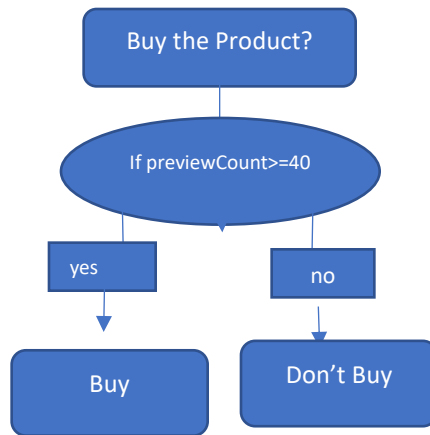 Buy the Product?
If previewCount>=40
yes
no
Buy
Don’t Buy